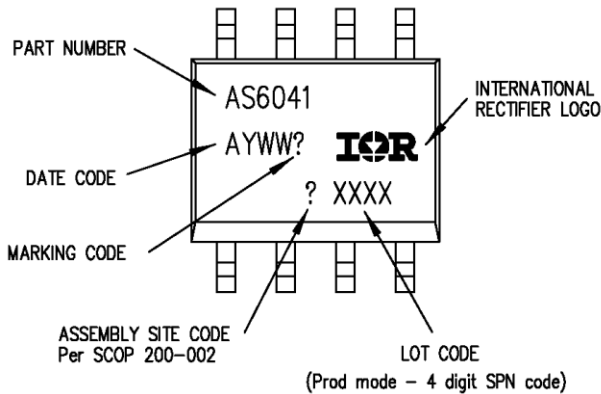 PART NUMBER
AS6041
INTERNATIONAL
RECTIFIER LOGO
AYWW?
IOR
DATE CODE
? XXXX
MARKING CODE
ASSEMBLY SITE CODE
Per SCOP 200-002
LOT CODE
(Prod mode - 4 digit SPN code)